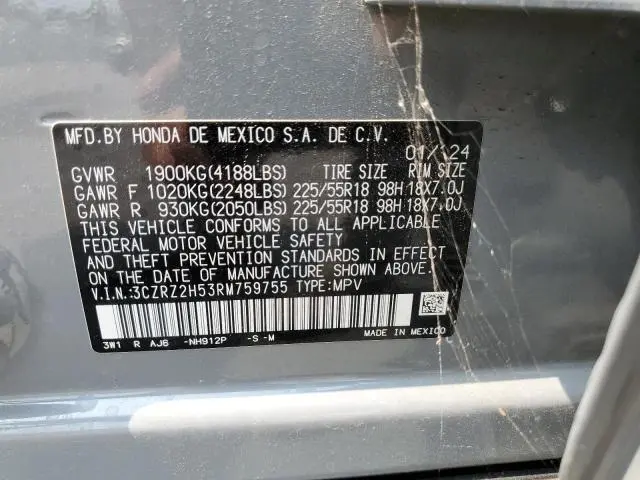 MFD.BY HONDA DE MEXICO S.A. DE C.V.
01/124
GVWR 1900KG(4188LBS) TIRE SIZE RIM SIZE
GAWR F 1020KG(2248LBS) 225/55R18 98H 18X7.0J
GAWR R 930KG(2050LBS) 225/55R18 98H 18X7.0J
THIS VEHICLE CONFORMS TO ALL APPLICABLE
FEDERAL MOTOR VEHICLE SAFETY
AND THEFT PREVENTION STANDARDS IN EFFECT
ON THE DATE OF MANUFACTURE SHOWN ABOVE.
V.I.N.:3CZRZ2H53RM759755 TYPE:MPV
3W1 R AJ6 -NH912P -S -M MADE IN MEXICO